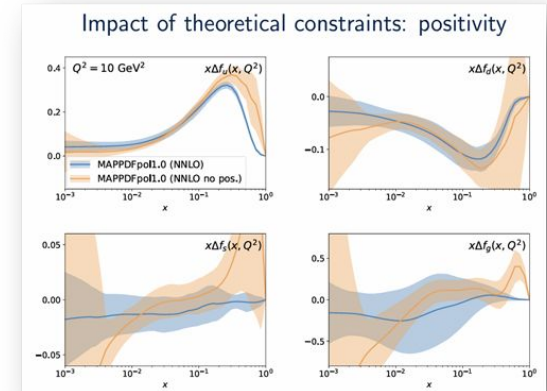 Impact of theoretical constraints: positivity
Q² = 10 GeV²
xΔf_u(x, Q²)
0.4
0.2
0.0
MAPPDFpol1.0 (NNLO)
MAPPDFpol1.0 (NNLO no pos.)
10⁻³ 10⁻² 10⁻¹ 10⁰
x
xΔf_d(x, Q²)
0.0
−0.1
10⁻³ 10⁻² 10⁻¹ 10⁰
x
xΔf_s(x, Q²)
0.05
0.00
−0.05
10⁻³ 10⁻² 10⁻¹ 10⁰
x
xΔf_g(x, Q²)
0.5
0.0
−0.5
10⁻³ 10⁻² 10⁻¹ 10⁰
x